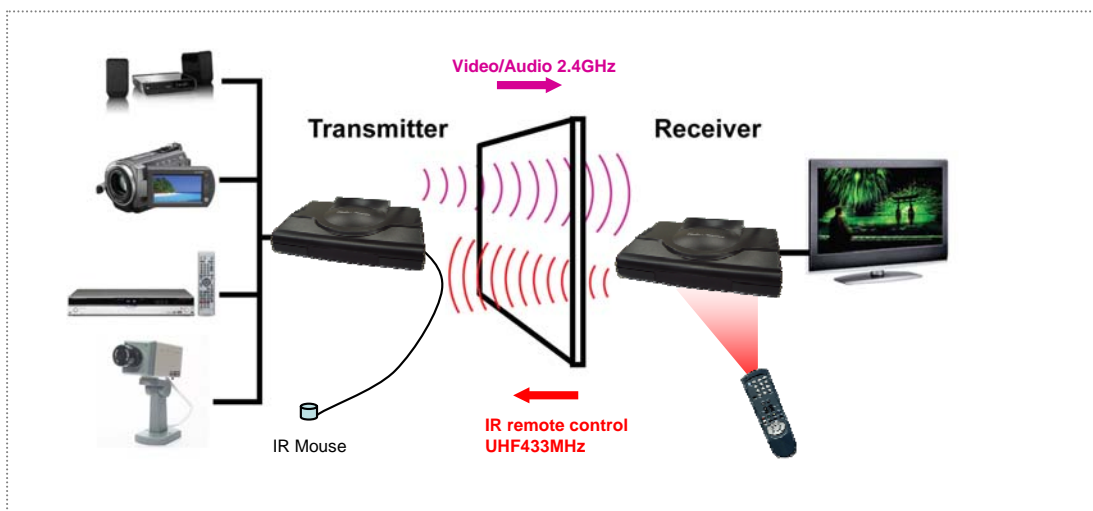 Video/Audio 2.4GHz
Transmitter
Receiver
IR remote control
UHF433MHz
IR Mouse